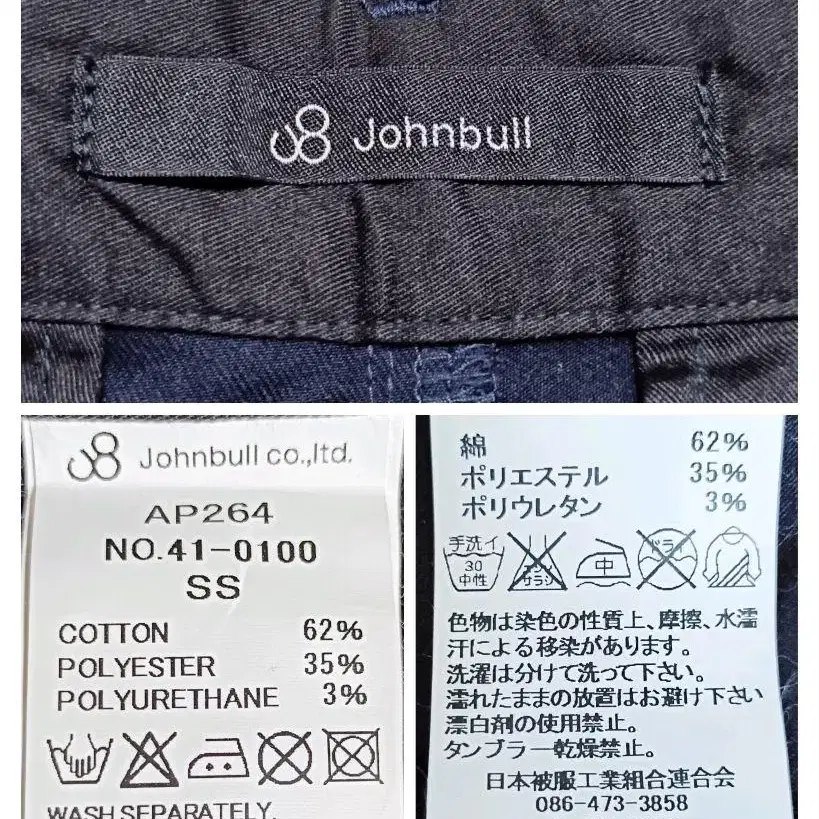 Johnbull
Johnbull co.,ltd.
AP264
NO.41-0100
SS
COTTON 62%
POLYESTER 35%
POLYURETHANE 3%
WASH SEPARATELY.
綿 62%
ポリエステル 35%
ポリウレタン 3%
手洗イ
30
中性
エンソ
サラシ
中
ドライ
色物は染色の性質上、摩擦、水濡
汗による移染があります。
洗濯は分けて洗って下さい。
濡れたままの放置はお避け下さい
漂白剤の使用禁止。
タンブラー乾燥禁止。
日本被服工業組合連合会
086-473-3858